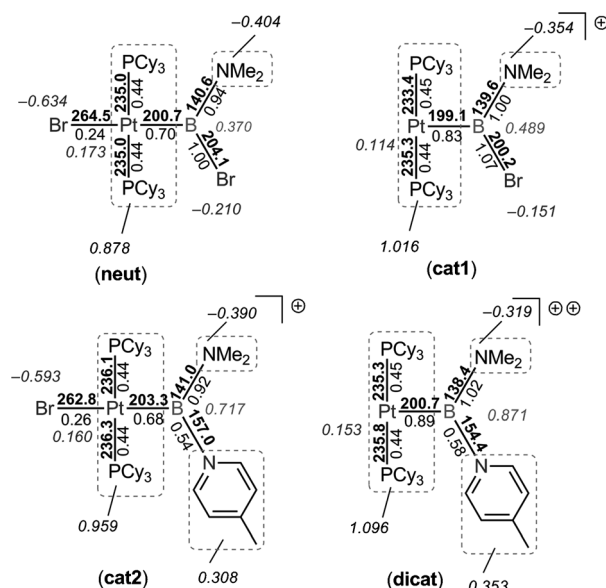 −0.404
PCy3
NMe2
235.0
0.44
140.6
0.94
−0.634
Br
264.5
0.24
Pt
200.7
0.70
B
0.370
0.173
235.0
0.44
204.1
1.00
PCy3
Br
−0.210
0.878
(neut)
−0.354
⊕
PCy3
NMe2
233.4
0.45
139.6
1.00
Pt
199.1
0.83
B
0.489
0.114
235.3
0.44
200.2
1.07
PCy3
Br
−0.151
1.016
(cat1)
−0.390
⊕
PCy3
NMe2
236.1
0.44
141.0
0.92
−0.593
Br
262.8
0.26
Pt
203.3
0.68
B
0.717
0.160
236.3
0.44
157.0
0.54
PCy3
N
0.959
0.308
(cat2)
−0.319
⊕⊕
PCy3
NMe2
235.3
0.45
138.4
1.02
Pt
200.7
0.89
B
0.871
0.153
235.8
0.44
154.4
0.58
PCy3
N
1.096
0.353
(dicat)